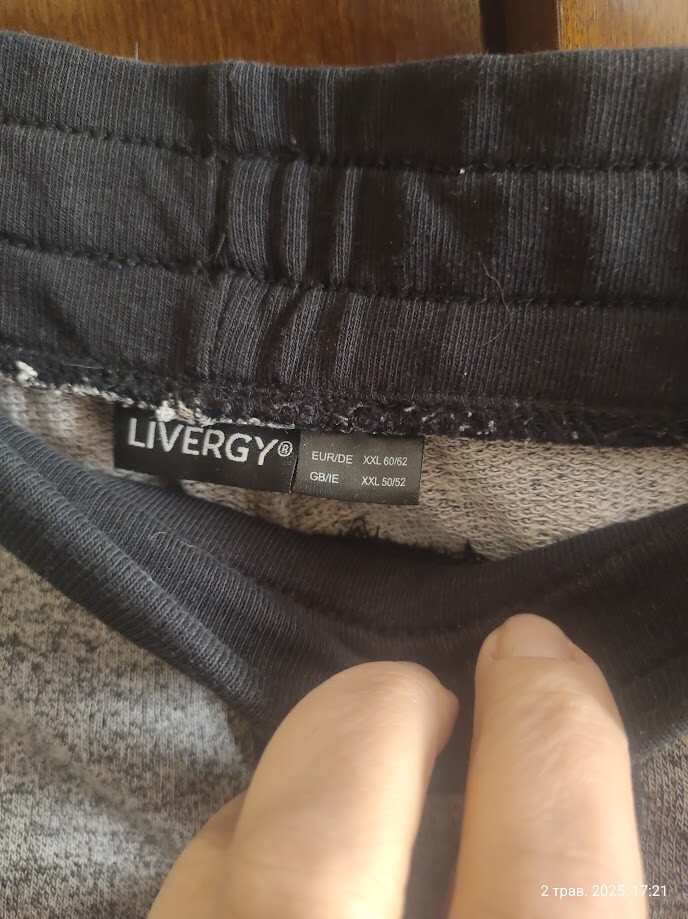 LIVERGY®
EUR/DE XXL 60/62
GB/IE XXL 50/52
2 трав. 2025, 17:21